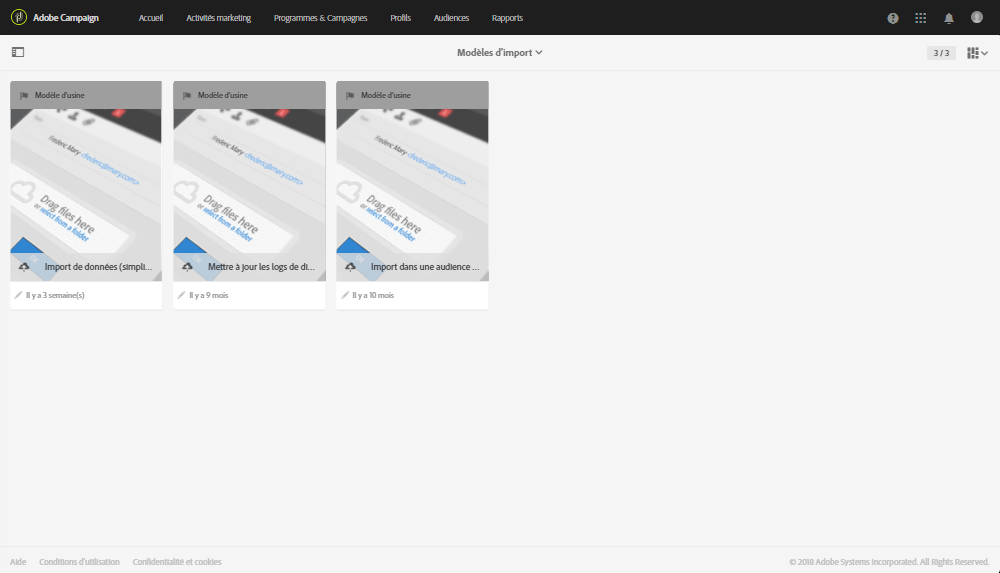 Adobe Campaign Accueil Activités marketing Programmes & Campagnes Profils Audiences Rapports
Modèles d'import
3 / 3
Modèle d'usine
Frederic Mary <frederic@mary.com>
Drag files here
or select from a folder
Import de données (simpli...
Il y a 3 semaine(s)
Modèle d'usine
Frederic Mary <frederic@mary.com>
Drag files here
or select from a folder
Mettre à jour les logs de di...
Il y a 9 mois
Modèle d'usine
Frederic Mary <frederic@mary.com>
Drag files here
or select from a folder
Import dans une audience ...
Il y a 10 mois
Aide Conditions d'utilisation Confidentialité et cookies
© 2018 Adobe Systems Incorporated. All Rights Reserved.